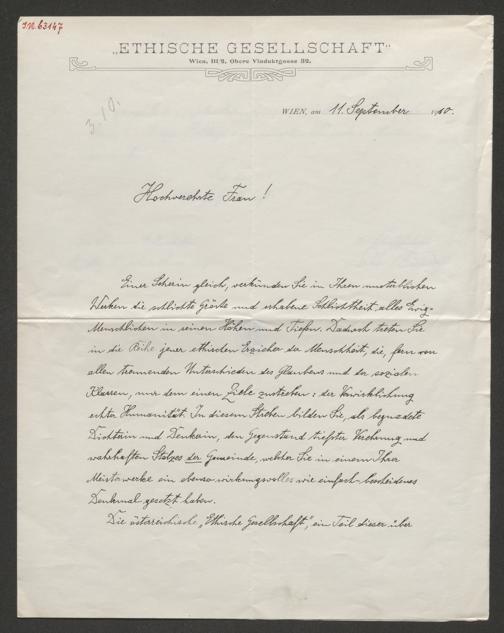 I.N. 63147
„ETHISCHE GESELLSCHAFT"
Wien, III/2, Obere Viaduktgasse 32.
3.10.
WIEN, am 11. September 1910.
Hochverehrte Frau!
Einer Seherin gleich, verkünden Sie in Ihren unsterblichen
Werken die schlichte Größe und erhabene Schlichtheit alles Ewig-
Menschlichen in seinen Höhen und Tiefen. Dadurch treten Sie
in die Reihe jener ethischen Erzieher der Menschheit, die, fern von
allen trennenden Unterschieden des Glaubens und der sozialen
Klassen, nur dem einen Ziele zustreben: der Verwirklichung
echter Humanität. In diesem Streben bilden Sie, als begnadete
Dichterin und Denkerin, den Gegenstand tiefster Verehrung und
wahrhaften Stolzes der Gemeinde, welcher Sie in einem Ihrer
Meisterwerke ein ebenso wirkungsvolles wie einfach-bescheidenes
Denkmal gesetzt haben.
Die österreichische „Ethische Gesellschaft", ein Teil dieser über